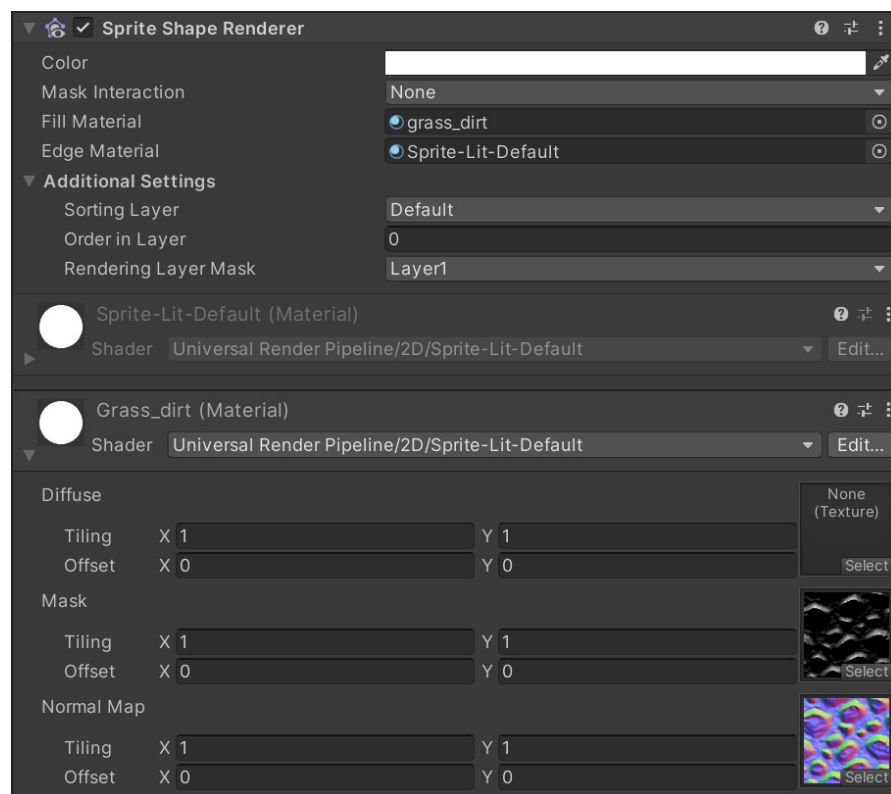 Sprite Shape Renderer
Color
Mask Interaction None
Fill Material grass_dirt
Edge Material Sprite-Lit-Default
Additional Settings
Sorting Layer Default
Order in Layer 0
Rendering Layer Mask Layer1
Sprite-Lit-Default (Material)
Shader Universal Render Pipeline/2D/Sprite-Lit-Default Edit...
Grass_dirt (Material)
Shader Universal Render Pipeline/2D/Sprite-Lit-Default Edit...
Diffuse None
(Texture)
Tiling X 1 Y 1
Offset X 0 Y 0 Select
Mask
Tiling X 1 Y 1
Offset X 0 Y 0 Select
Normal Map
Tiling X 1 Y 1
Offset X 0 Y 0 Select